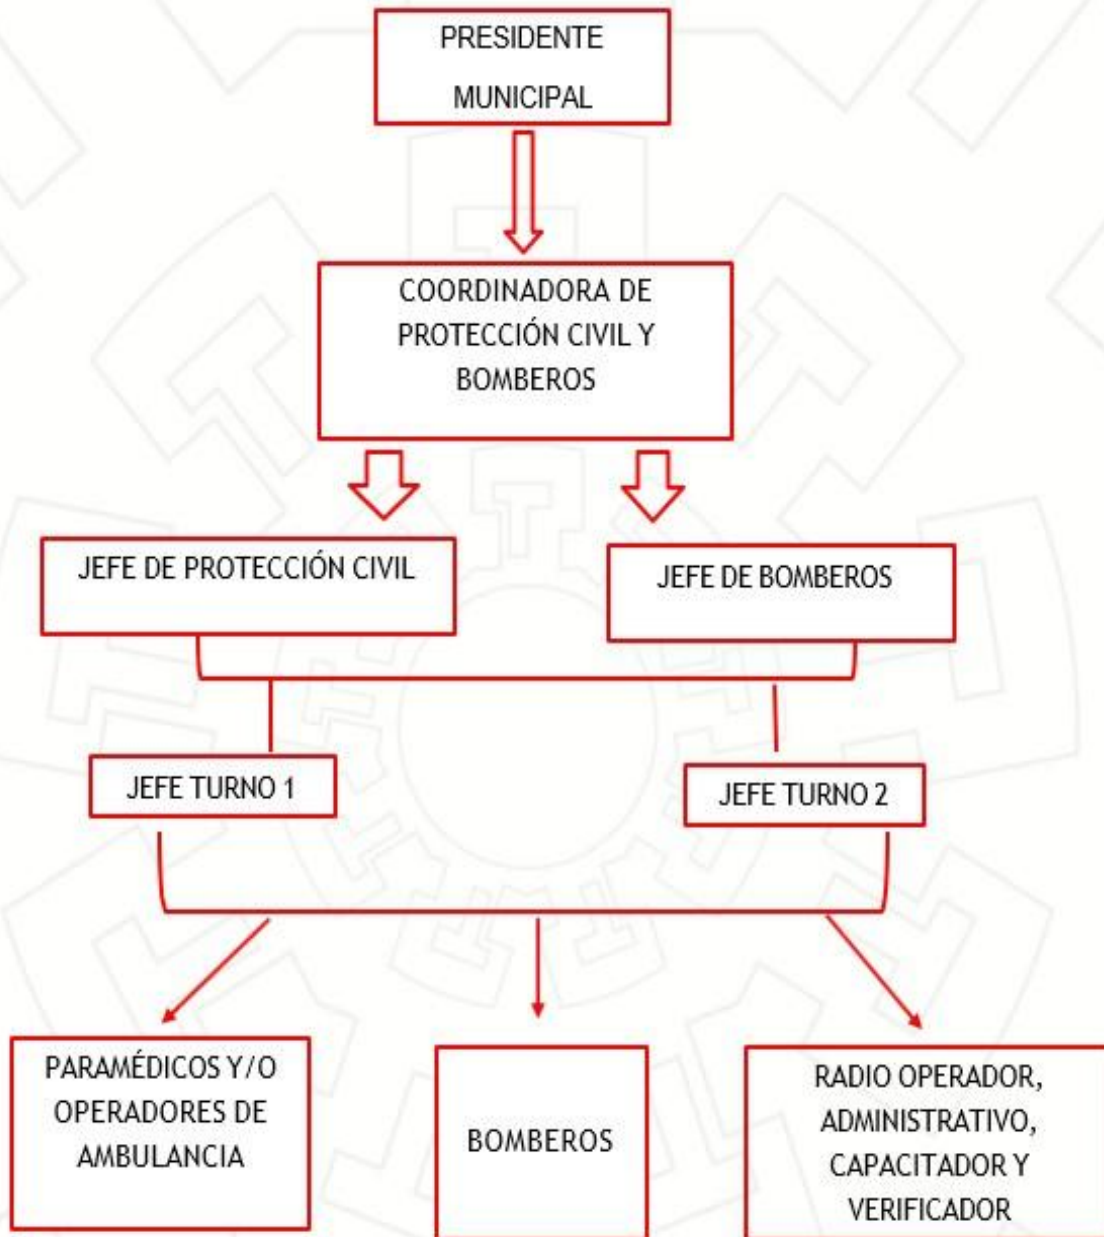 PRESIDENTE
MUNICIPAL
COORDINADORA DE
PROTECCIÓN CIVIL Y
BOMBEROS
JEFE DE PROTECCIÓN CIVIL
JEFE DE BOMBEROS
JEFE TURNO 1
JEFE TURNO 2
PARAMÉDICOS Y/O
OPERADORES DE
AMBULANCIA
BOMBEROS
RADIO OPERADOR,
ADMINISTRATIVO,
CAPACITADOR Y
VERIFICADOR